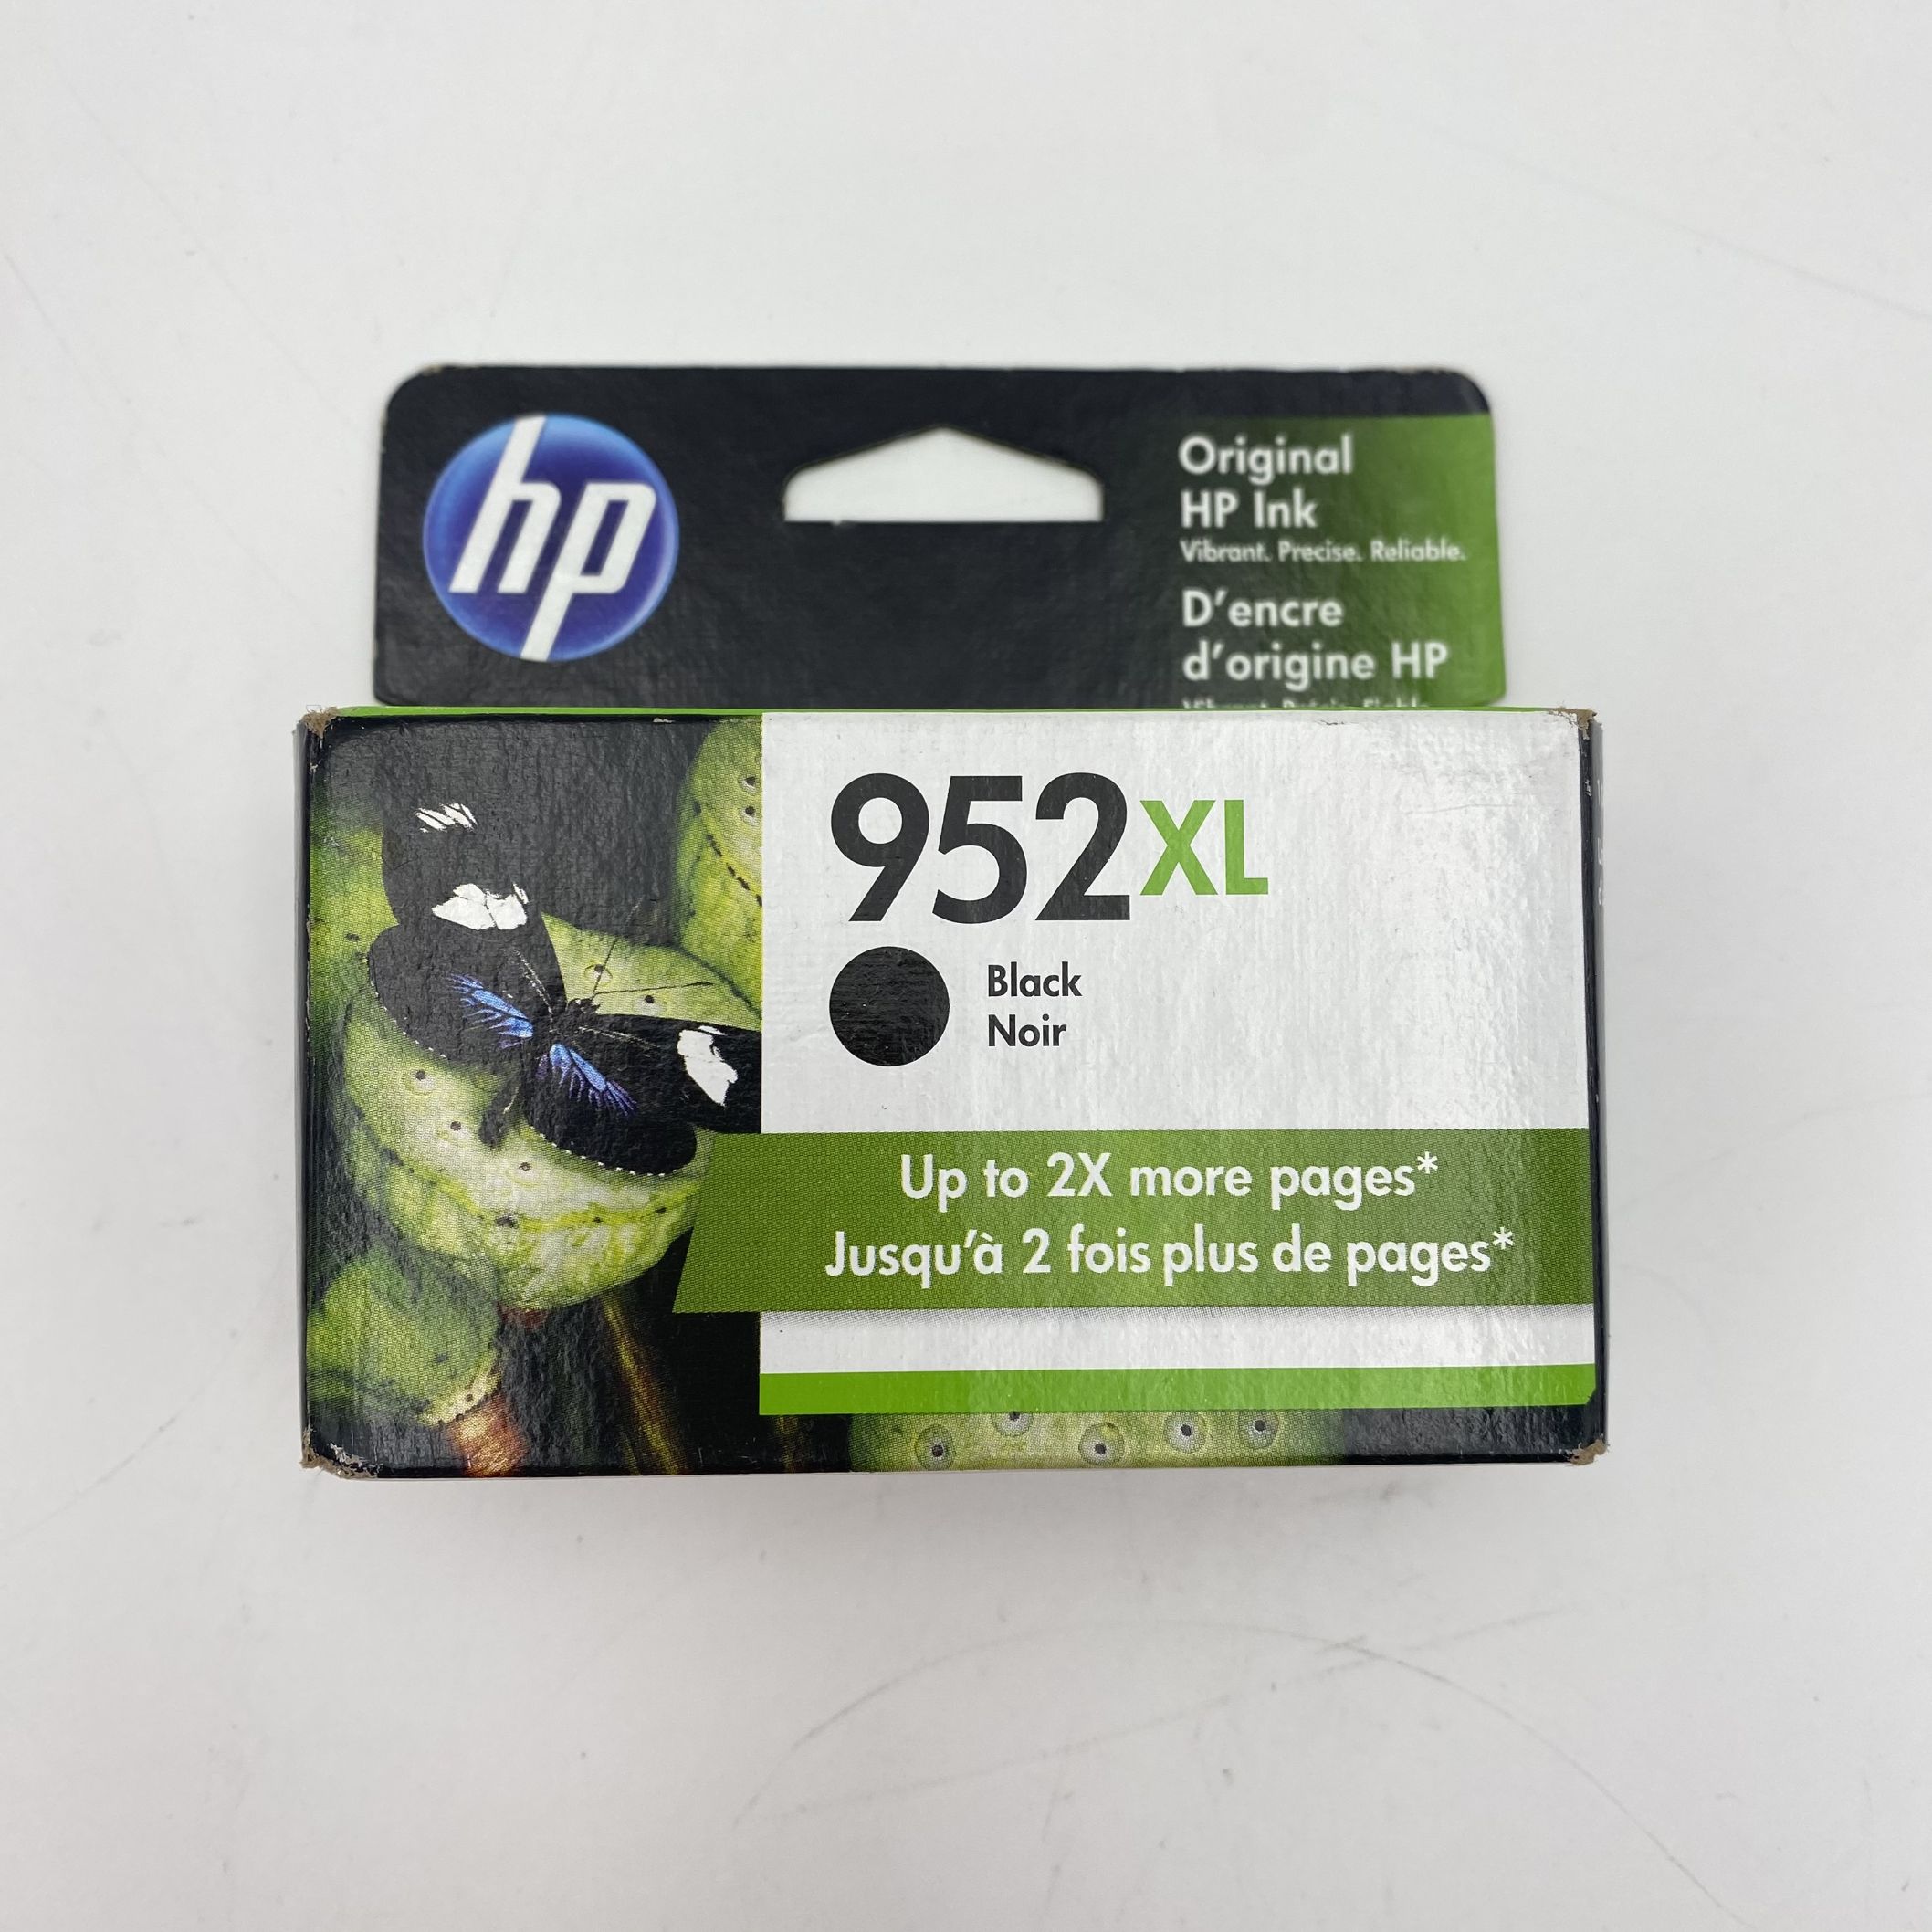 hp
Original
HP Ink
Vibrant. Precise. Reliable.
D'encre
d'origine HP
952XL
Black
Noir
Up to 2X more pages*
Jusqu'à 2 fois plus de pages*